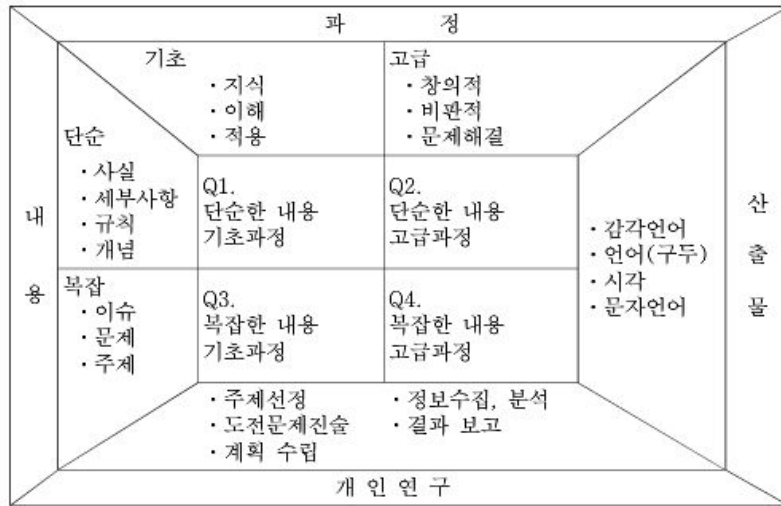 과 정
기초
· 지식
· 이해
· 적용
고급
· 창의적
· 비판적
· 문제해결
내 용
단순
· 사실
· 세부사항
· 규칙
· 개념
복잡
· 이슈
· 문제
· 주제
Q1.
단순한 내용
기초과정
Q2.
단순한 내용
고급과정
Q3.
복잡한 내용
기초과정
Q4.
복잡한 내용
고급과정
· 감각언어
· 언어(구두)
· 시각
· 문자언어
산 출 물
· 주제선정
· 도전문제진술
· 계획 수립
· 정보수집, 분석
· 결과 보고
개 인 연 구